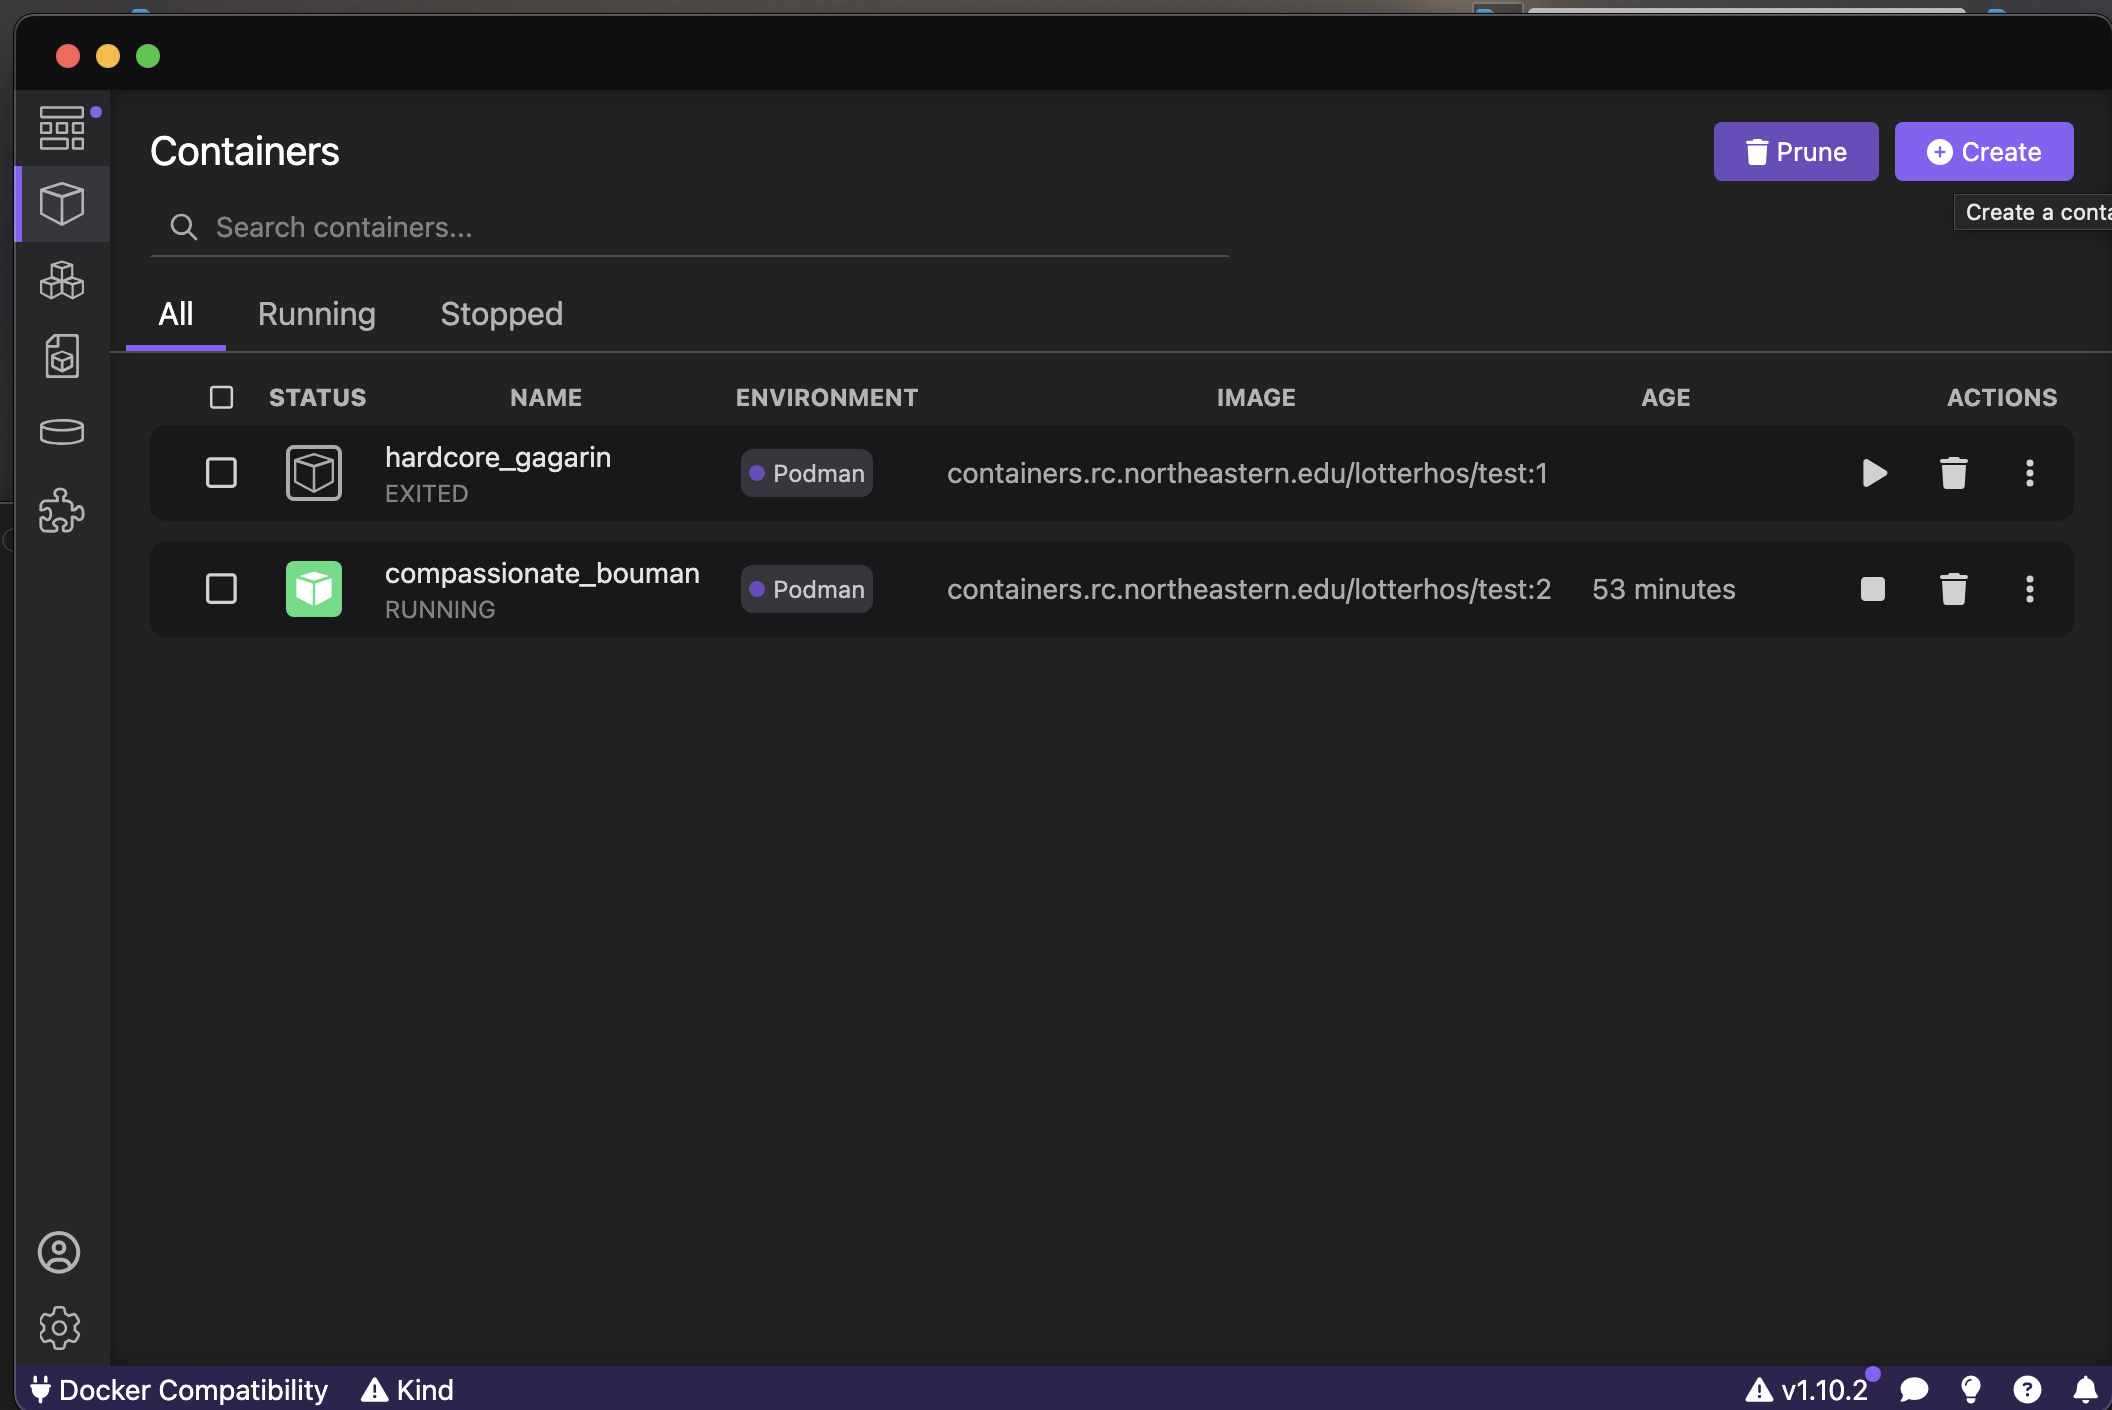 Containers
Prune
Create
Create a conta
Search containers...
All Running Stopped
STATUS NAME ENVIRONMENT IMAGE AGE ACTIONS
hardcore_gagarin
EXITED
Podman
containers.rc.northeastern.edu/lotterhos/test:1
compassionate_bouman
RUNNING
Podman
containers.rc.northeastern.edu/lotterhos/test:2
53 minutes
Docker Compatibility Kind v1.10.2